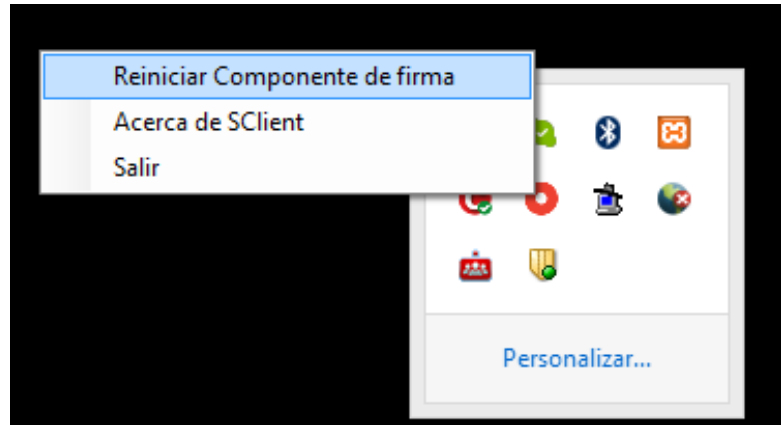 Reiniciar Componente de firma
Acerca de SClient
Salir
Personalizar...